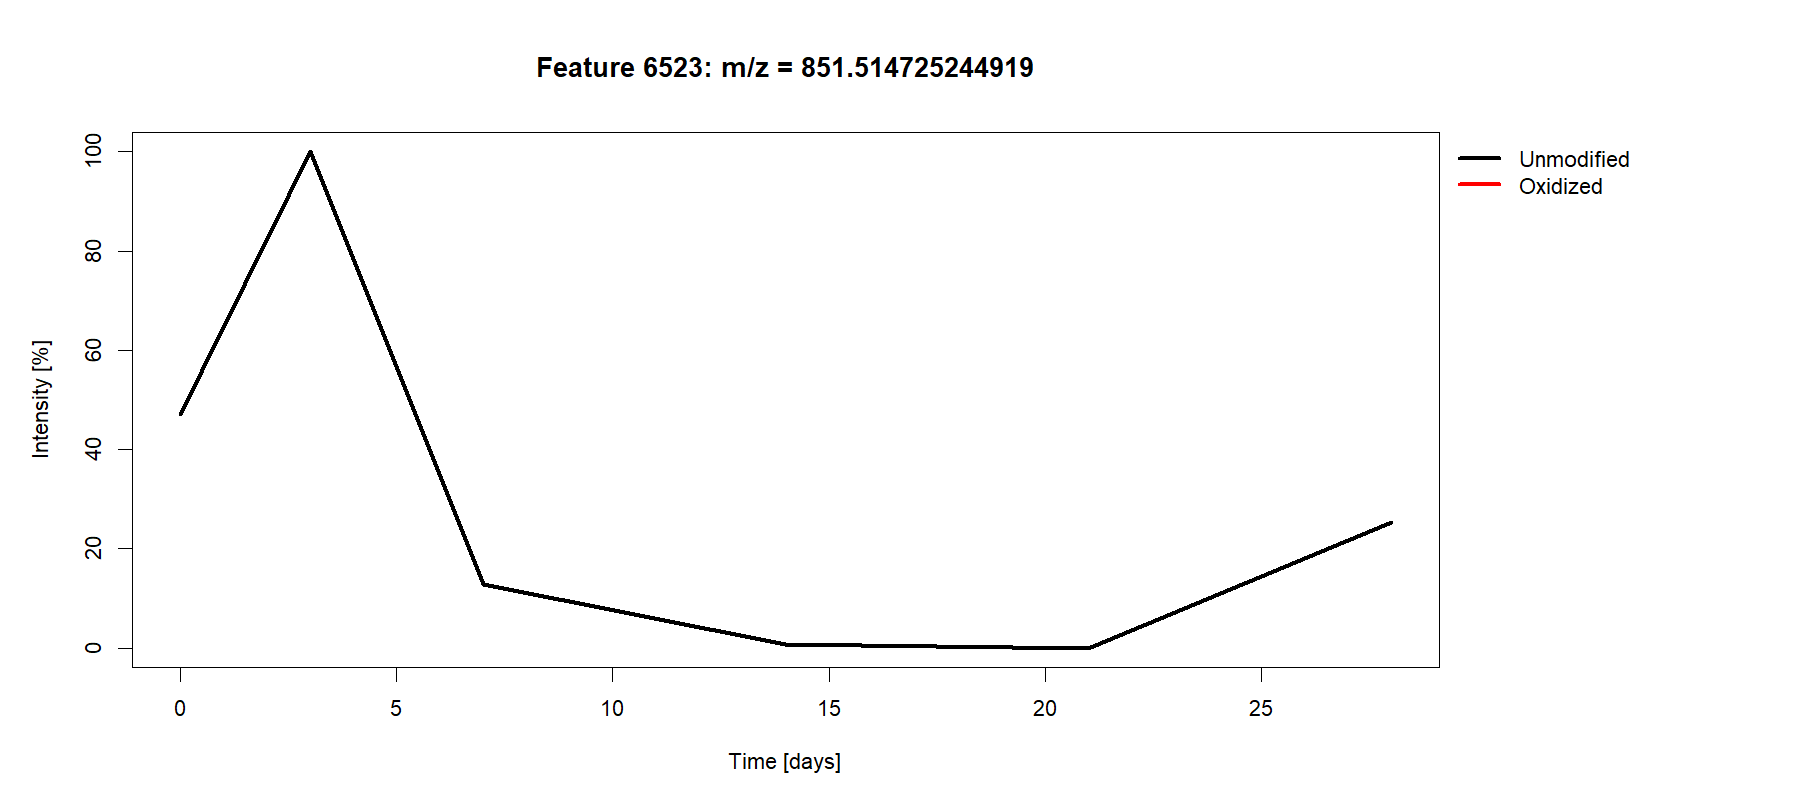 Feature 6523: m/z = 851.514725244919
Unmodified
Oxidized
100
80
60
40
20
0
Intensity [%]
0 5 10 15 20 25
Time [days]